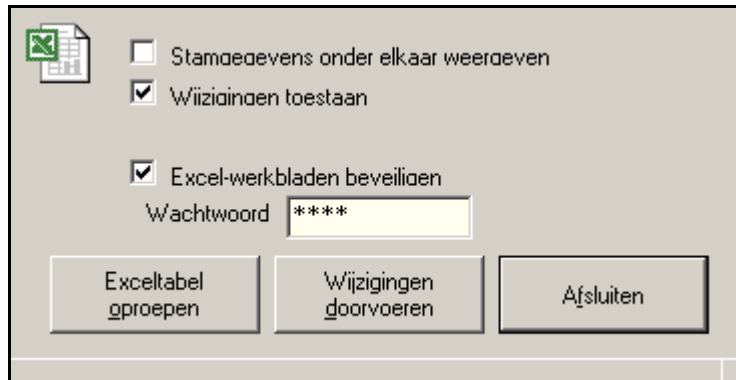 Stamgegevens onder elkaar weergeven
Wijzigingen toestaan
Excel-werkbladen beveiligen
Wachtwoord ****
Exceltabel
oproepen
Wijzigingen
doorvoeren
Afsluiten